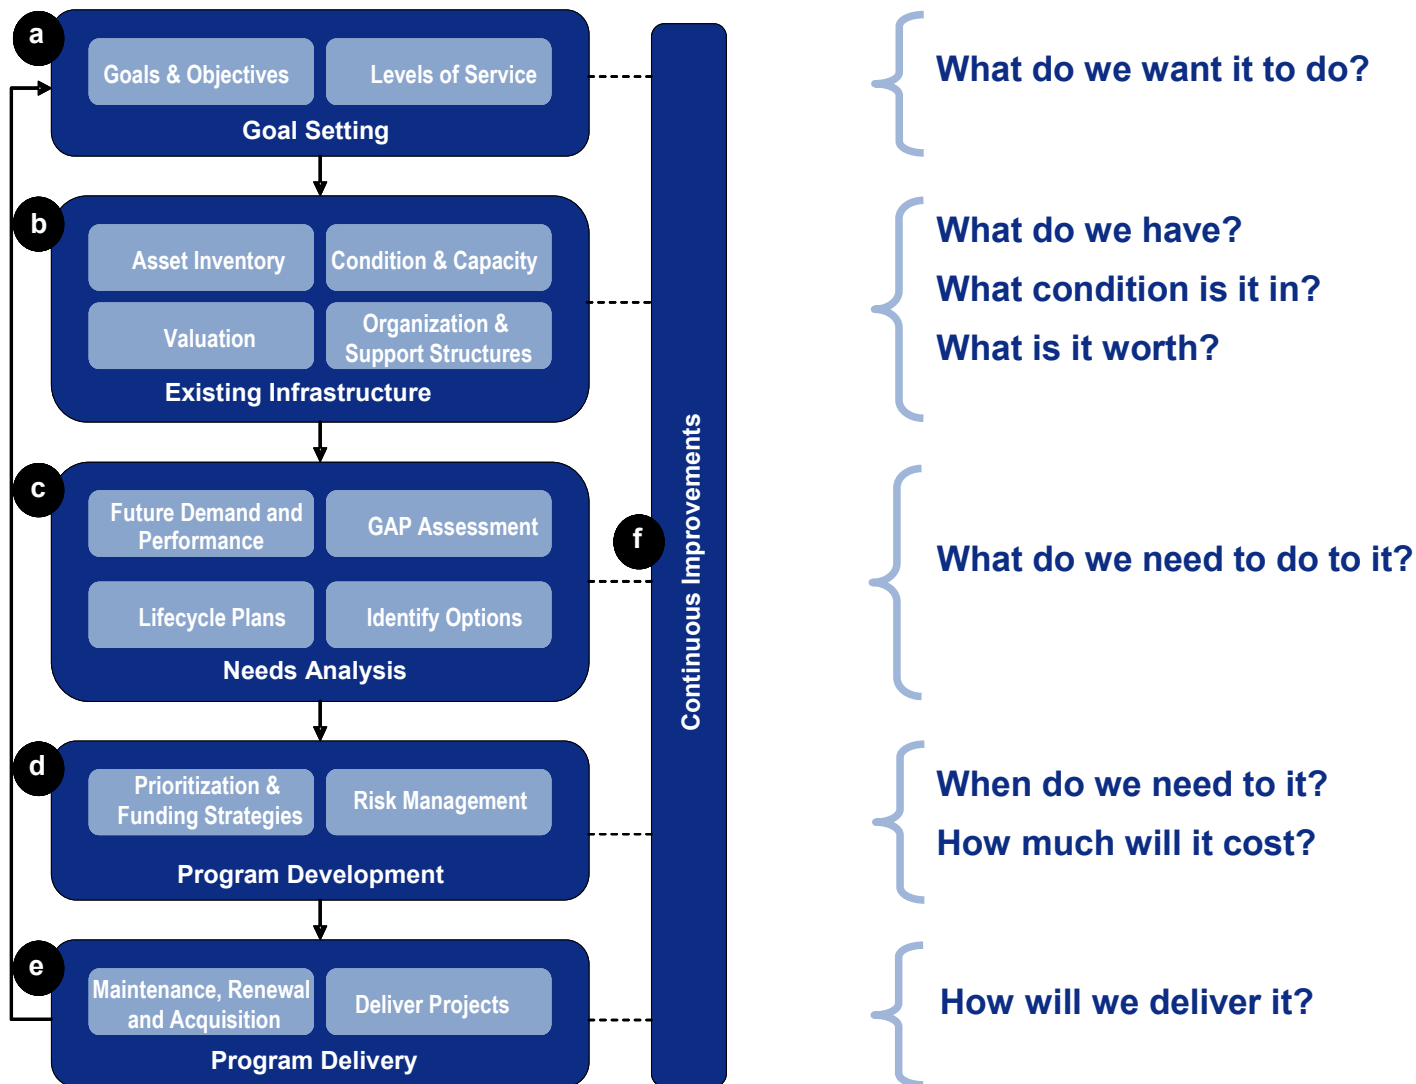 a
Goals & Objectives
Levels of Service
Goal Setting
What do we want it to do?
b
Asset Inventory
Condition & Capacity
Valuation
Organization &
Support Structures
Existing Infrastructure
What do we have?
What condition is it in?
What is it worth?
c
Future Demand and
Performance
GAP Assessment
Lifecycle Plans
Identify Options
Needs Analysis
What do we need to do to it?
f
Continuous Improvements
d
Prioritization &
Funding Strategies
Risk Management
Program Development
When do we need to it?
How much will it cost?
e
Maintenance, Renewal
and Acquisition
Deliver Projects
Program Delivery
How will we deliver it?